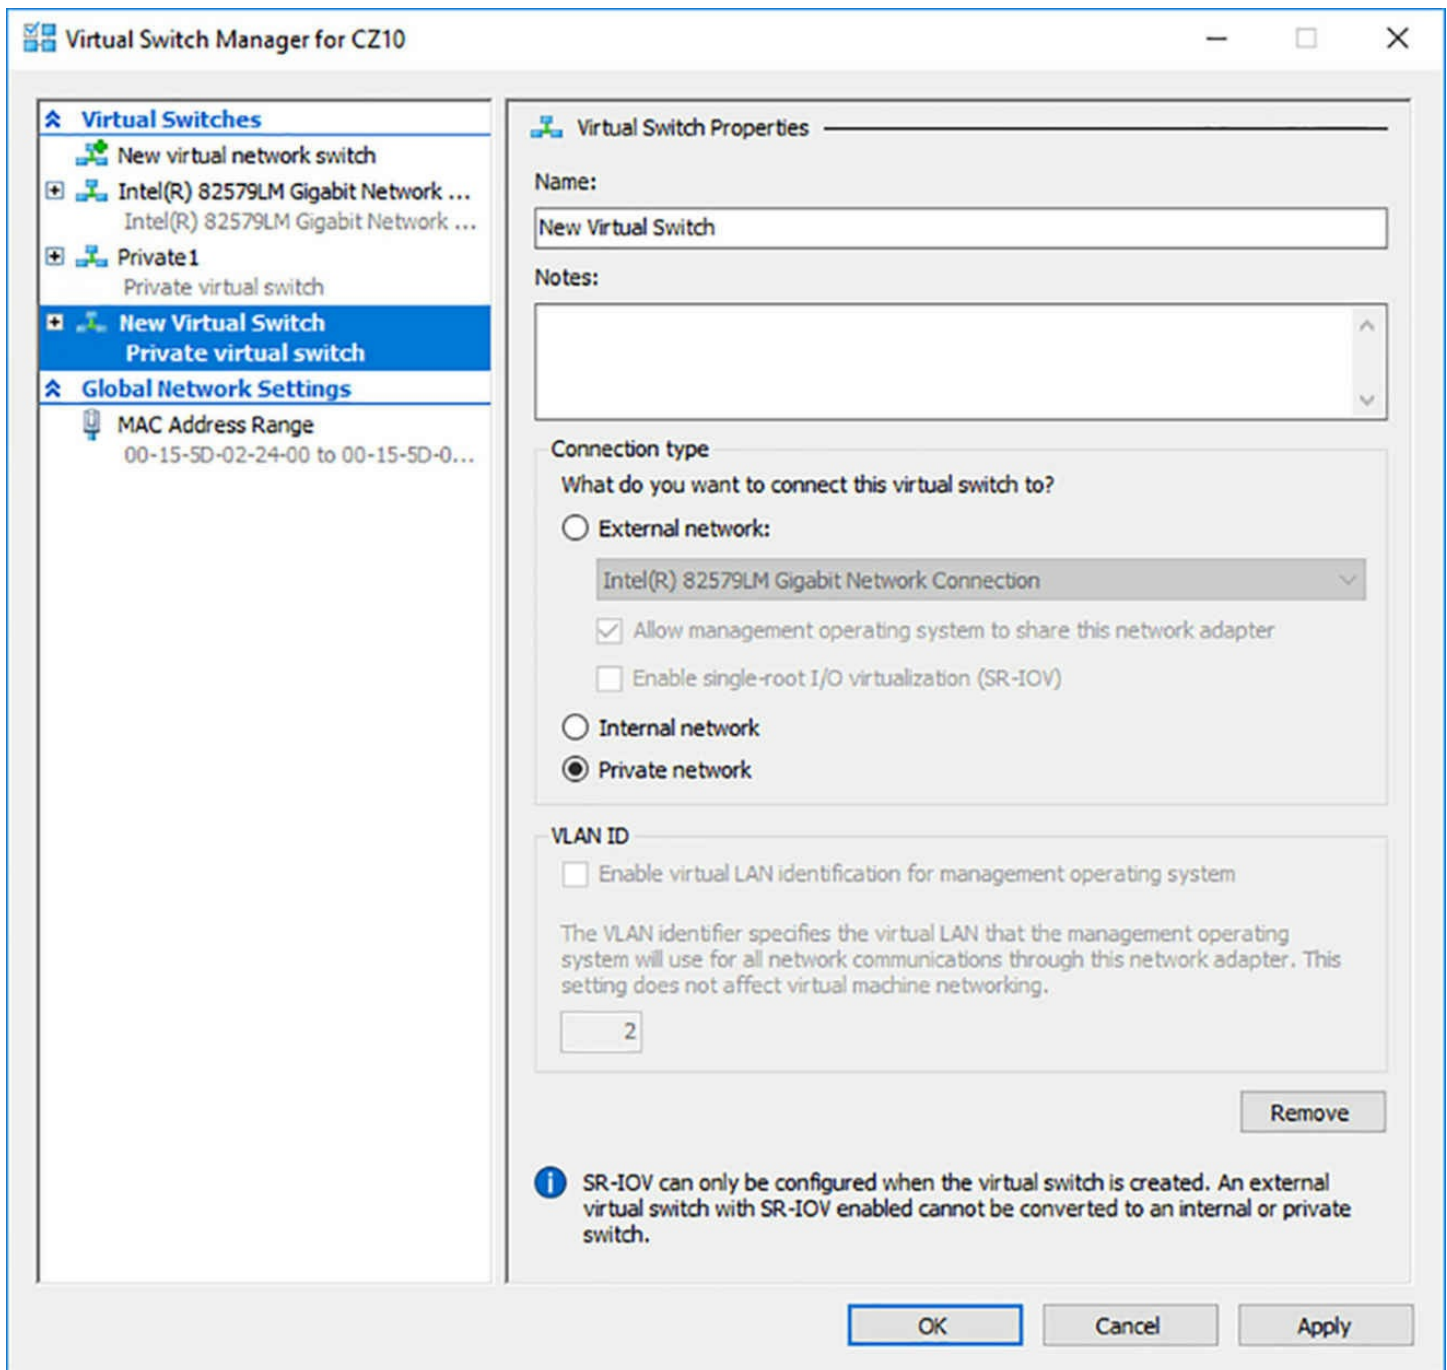 Virtual Switch Manager for CZ10
Virtual Switches
New virtual network switch
Intel(R) 82579LM Gigabit Network ...
Intel(R) 82579LM Gigabit Network ...
Private1
Private virtual switch
New Virtual Switch
Private virtual switch
Global Network Settings
MAC Address Range
00-15-5D-02-24-00 to 00-15-5D-0...
Virtual Switch Properties
Name:
New Virtual Switch
Notes:
Connection type
What do you want to connect this virtual switch to?
External network:
Intel(R) 82579LM Gigabit Network Connection
Allow management operating system to share this network adapter
Enable single-root I/O virtualization (SR-IOV)
Internal network
Private network
VLAN ID
Enable virtual LAN identification for management operating system
The VLAN identifier specifies the virtual LAN that the management operating
system will use for all network communications through this network adapter. This
setting does not affect virtual machine networking.
2
Remove
SR-IOV can only be configured when the virtual switch is created. An external
virtual switch with SR-IOV enabled cannot be converted to an internal or private
switch.
OK
Cancel
Apply